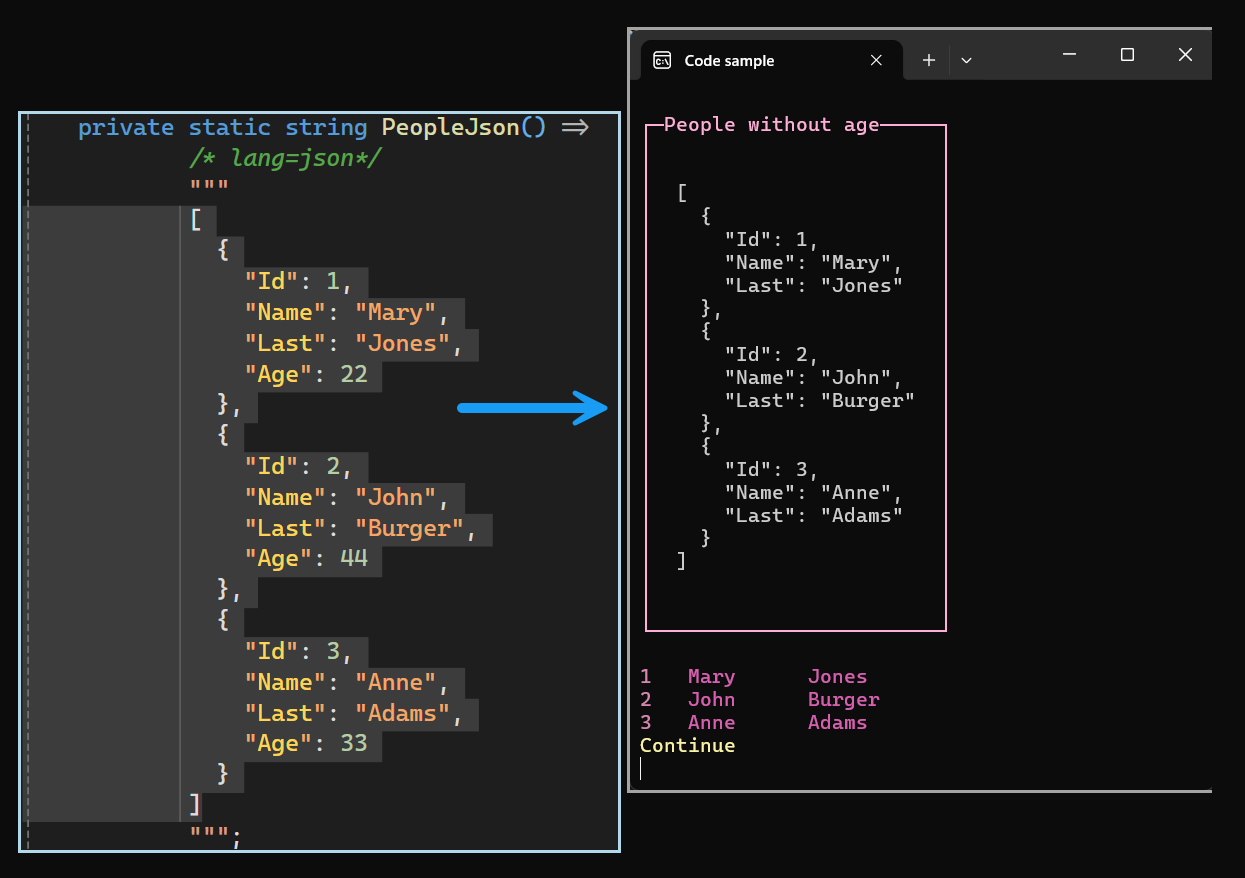 private static string PeopleJson() =>
/* lang=json*/
"""
[
{
"Id": 1,
"Name": "Mary",
"Last": "Jones",
"Age": 22
},
{
"Id": 2,
"Name": "John",
"Last": "Burger",
"Age": 44
},
{
"Id": 3,
"Name": "Anne",
"Last": "Adams",
"Age": 33
}
]
""";
Code sample
People without age
[
{
"Id": 1,
"Name": "Mary",
"Last": "Jones"
},
{
"Id": 2,
"Name": "John",
"Last": "Burger"
},
{
"Id": 3,
"Name": "Anne",
"Last": "Adams"
}
]
1 Mary Jones
2 John Burger
3 Anne Adams
Continue